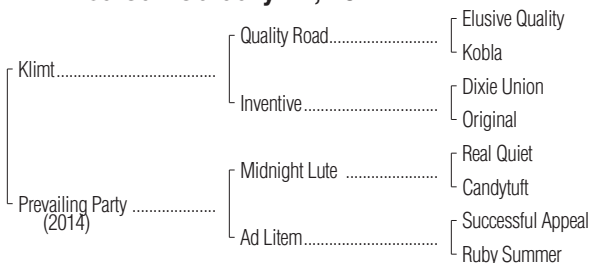 Elusive Quality
Quality Road
Kobla
Klimt
Dixie Union
Inventive
Original
Real Quiet
Midnight Lute
Candytuft
Prevailing Party
(2014)
Successful Appeal
Ad Litem
Ruby Summer